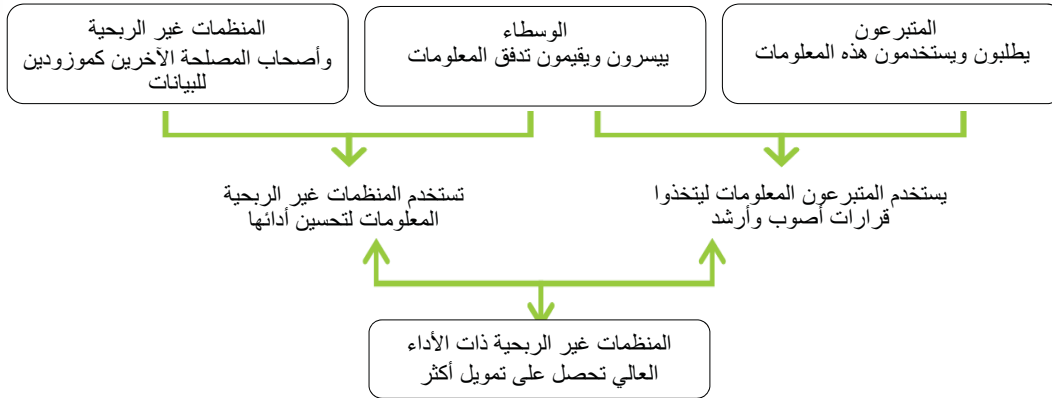 المتبرعون
يطلبون ويستخدمون هذه المعلومات
الوسطاء
ييسرون ويقيمون تدفق المعلومات
المنظمات غير الربحية
وأصحاب المصلحة الآخرين كموزودين
للبيانات
يستخدم المتبرعون المعلومات ليتخذوا
قرارات أصوب وأرشد
تستخدم المنظمات غير الربحية
المعلومات لتحسين أدائها
المنظمات غير الربحية ذات الأداء
العالي تحصل على تمويل أكثر